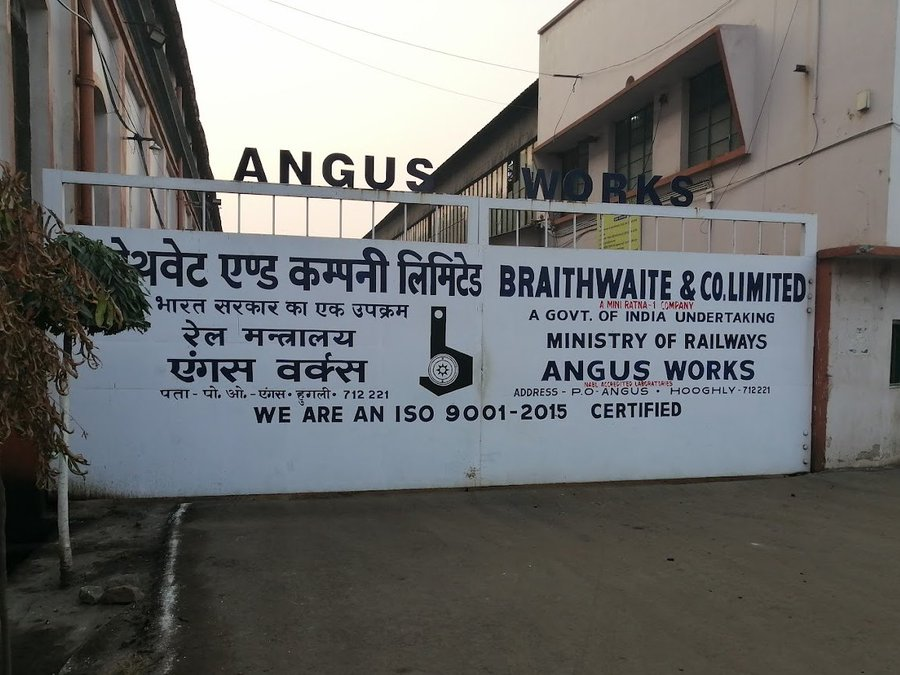 ANGUS WORKS
एण्ड कम्पनी लिमिटेड
भारत सरकार का एक उपक्रम
रेल मन्त्रालय
एंगस वर्क्स
पता - पो. ओ. - एंगस • हुगली • 712 221
BRAITHWAITE & CO. LIMITED
A MINI RATNA-1 COMPANY
A GOVT. OF INDIA UNDERTAKING
MINISTRY OF RAILWAYS
ANGUS WORKS
NABL ACCREDITED LABORATORIES
ADDRESS - P.O-ANGUS • HOOGHLY-712221
WE ARE AN ISO 9001-2015 CERTIFIED